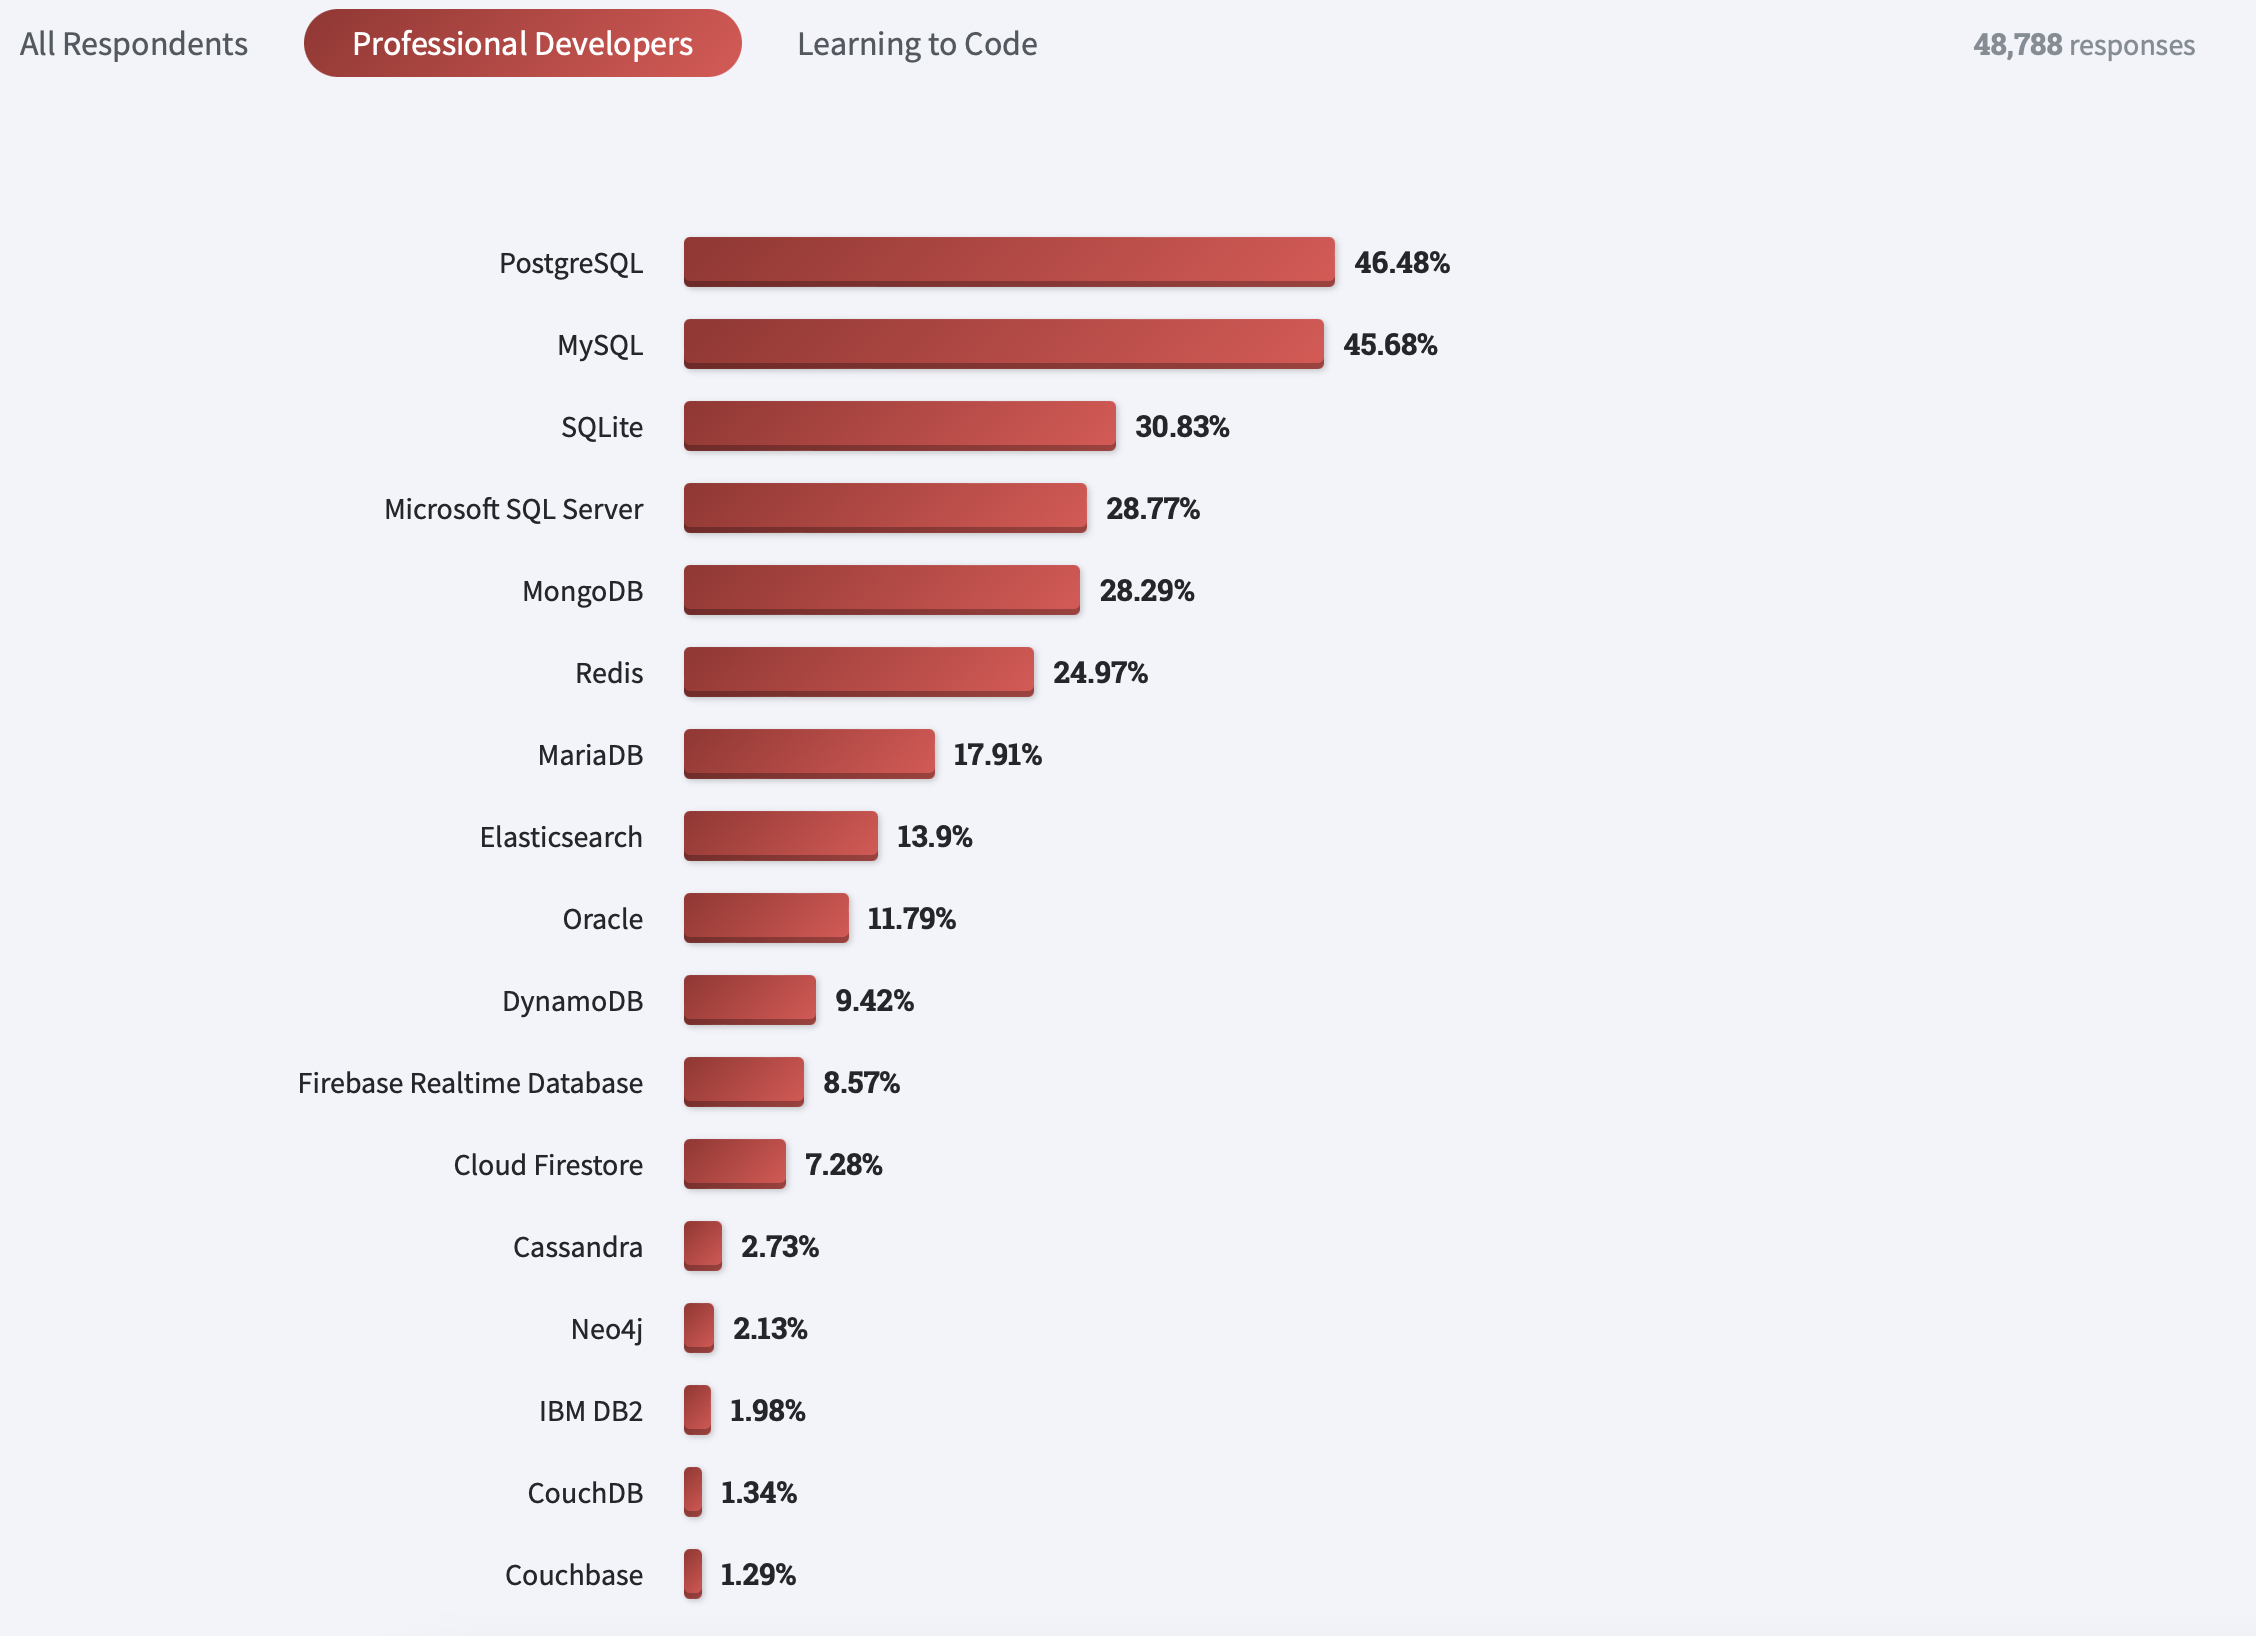 All Respondents Professional Developers Learning to Code 48,788 responses
PostgreSQL 46.48%
MySQL 45.68%
SQLite 30.83%
Microsoft SQL Server 28.77%
MongoDB 28.29%
Redis 24.97%
MariaDB 17.91%
Elasticsearch 13.9%
Oracle 11.79%
DynamoDB 9.42%
Firebase Realtime Database 8.57%
Cloud Firestore 7.28%
Cassandra 2.73%
Neo4j 2.13%
IBM DB2 1.98%
CouchDB 1.34%
Couchbase 1.29%